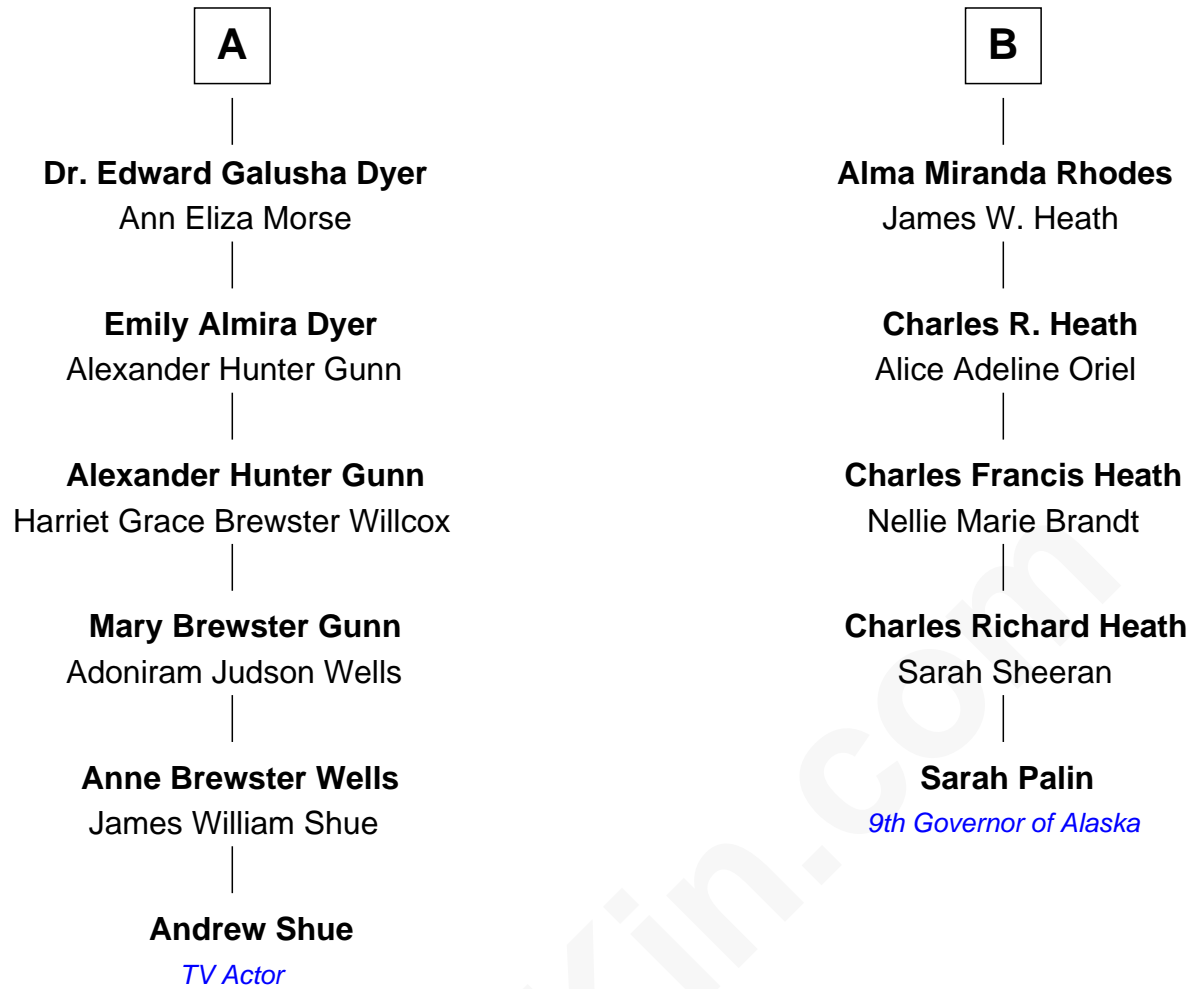 A
Dr. Edward Galusha Dyer
Ann Eliza Morse
Emily Almira Dyer
Alexander Hunter Gunn
Alexander Hunter Gunn
Harriet Grace Brewster Willcox
Mary Brewster Gunn
Adoniram Judson Wells
Anne Brewster Wells
James William Shue
Andrew Shue
TV Actor
B
Alma Miranda Rhodes
James W. Heath
Charles R. Heath
Alice Adeline Oriel
Charles Francis Heath
Nellie Marie Brandt
Charles Richard Heath
Sarah Sheeran
Sarah Palin
9th Governor of Alaska
Kin.com